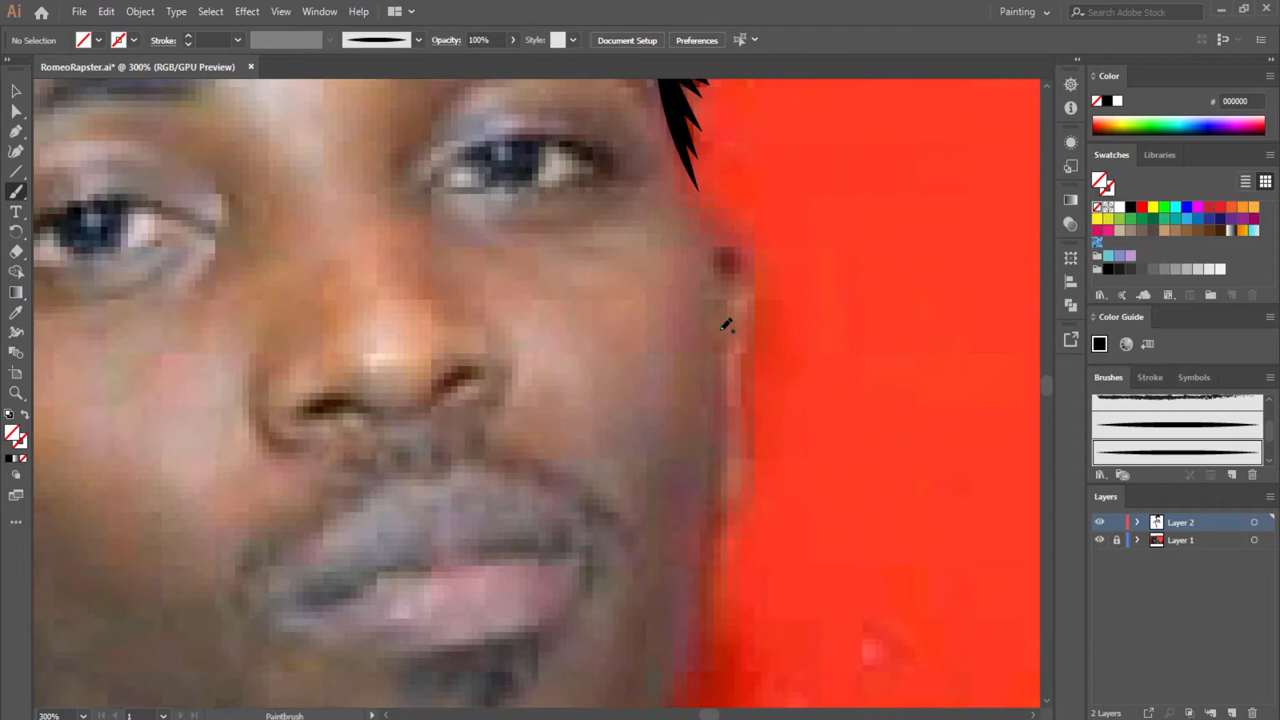 Ai File Edit Object Type Select Effect View Window Help Painting Search Adobe Stock
No Selection Stroke: Opacity: 100% Style: Document Setup Preferences
RomeoRapster.ai* @ 300% (RGB/GPU Preview)
Color
# 000000
Swatches Libraries
Color Guide
Brushes Stroke Symbols
Layers
Layer 2
Layer 1
300% 1 Paintbrush 2 Layers